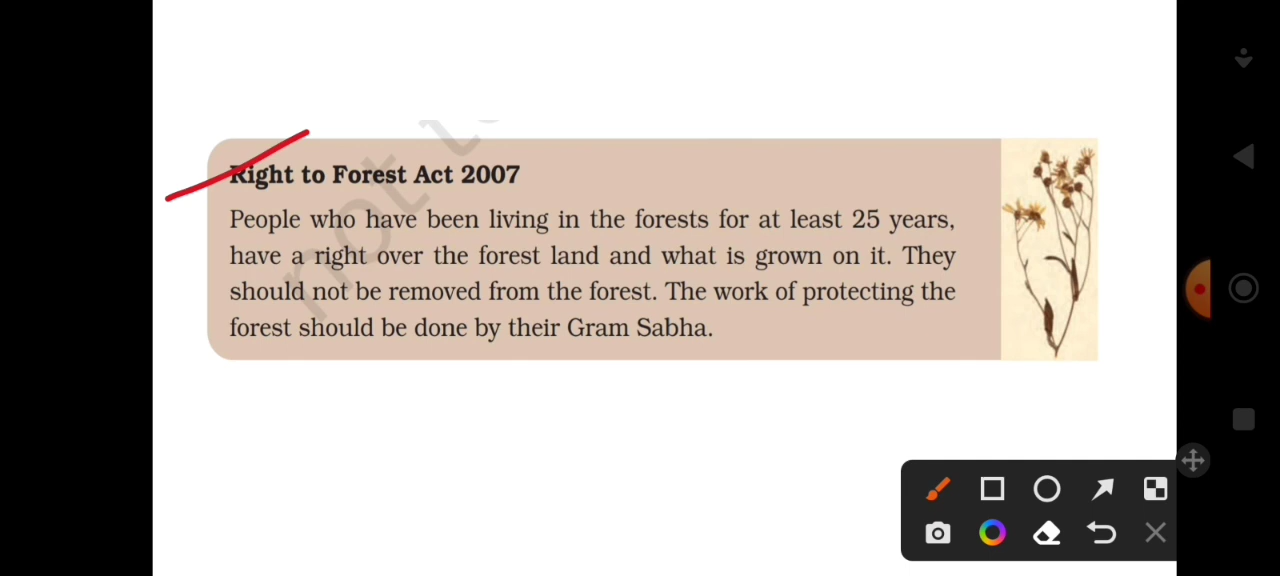 Right to Forest Act 2007
People who have been living in the forests for at least 25 years,
have a right over the forest land and what is grown on it. They
should not be removed from the forest. The work of protecting the
forest should be done by their Gram Sabha.
not t